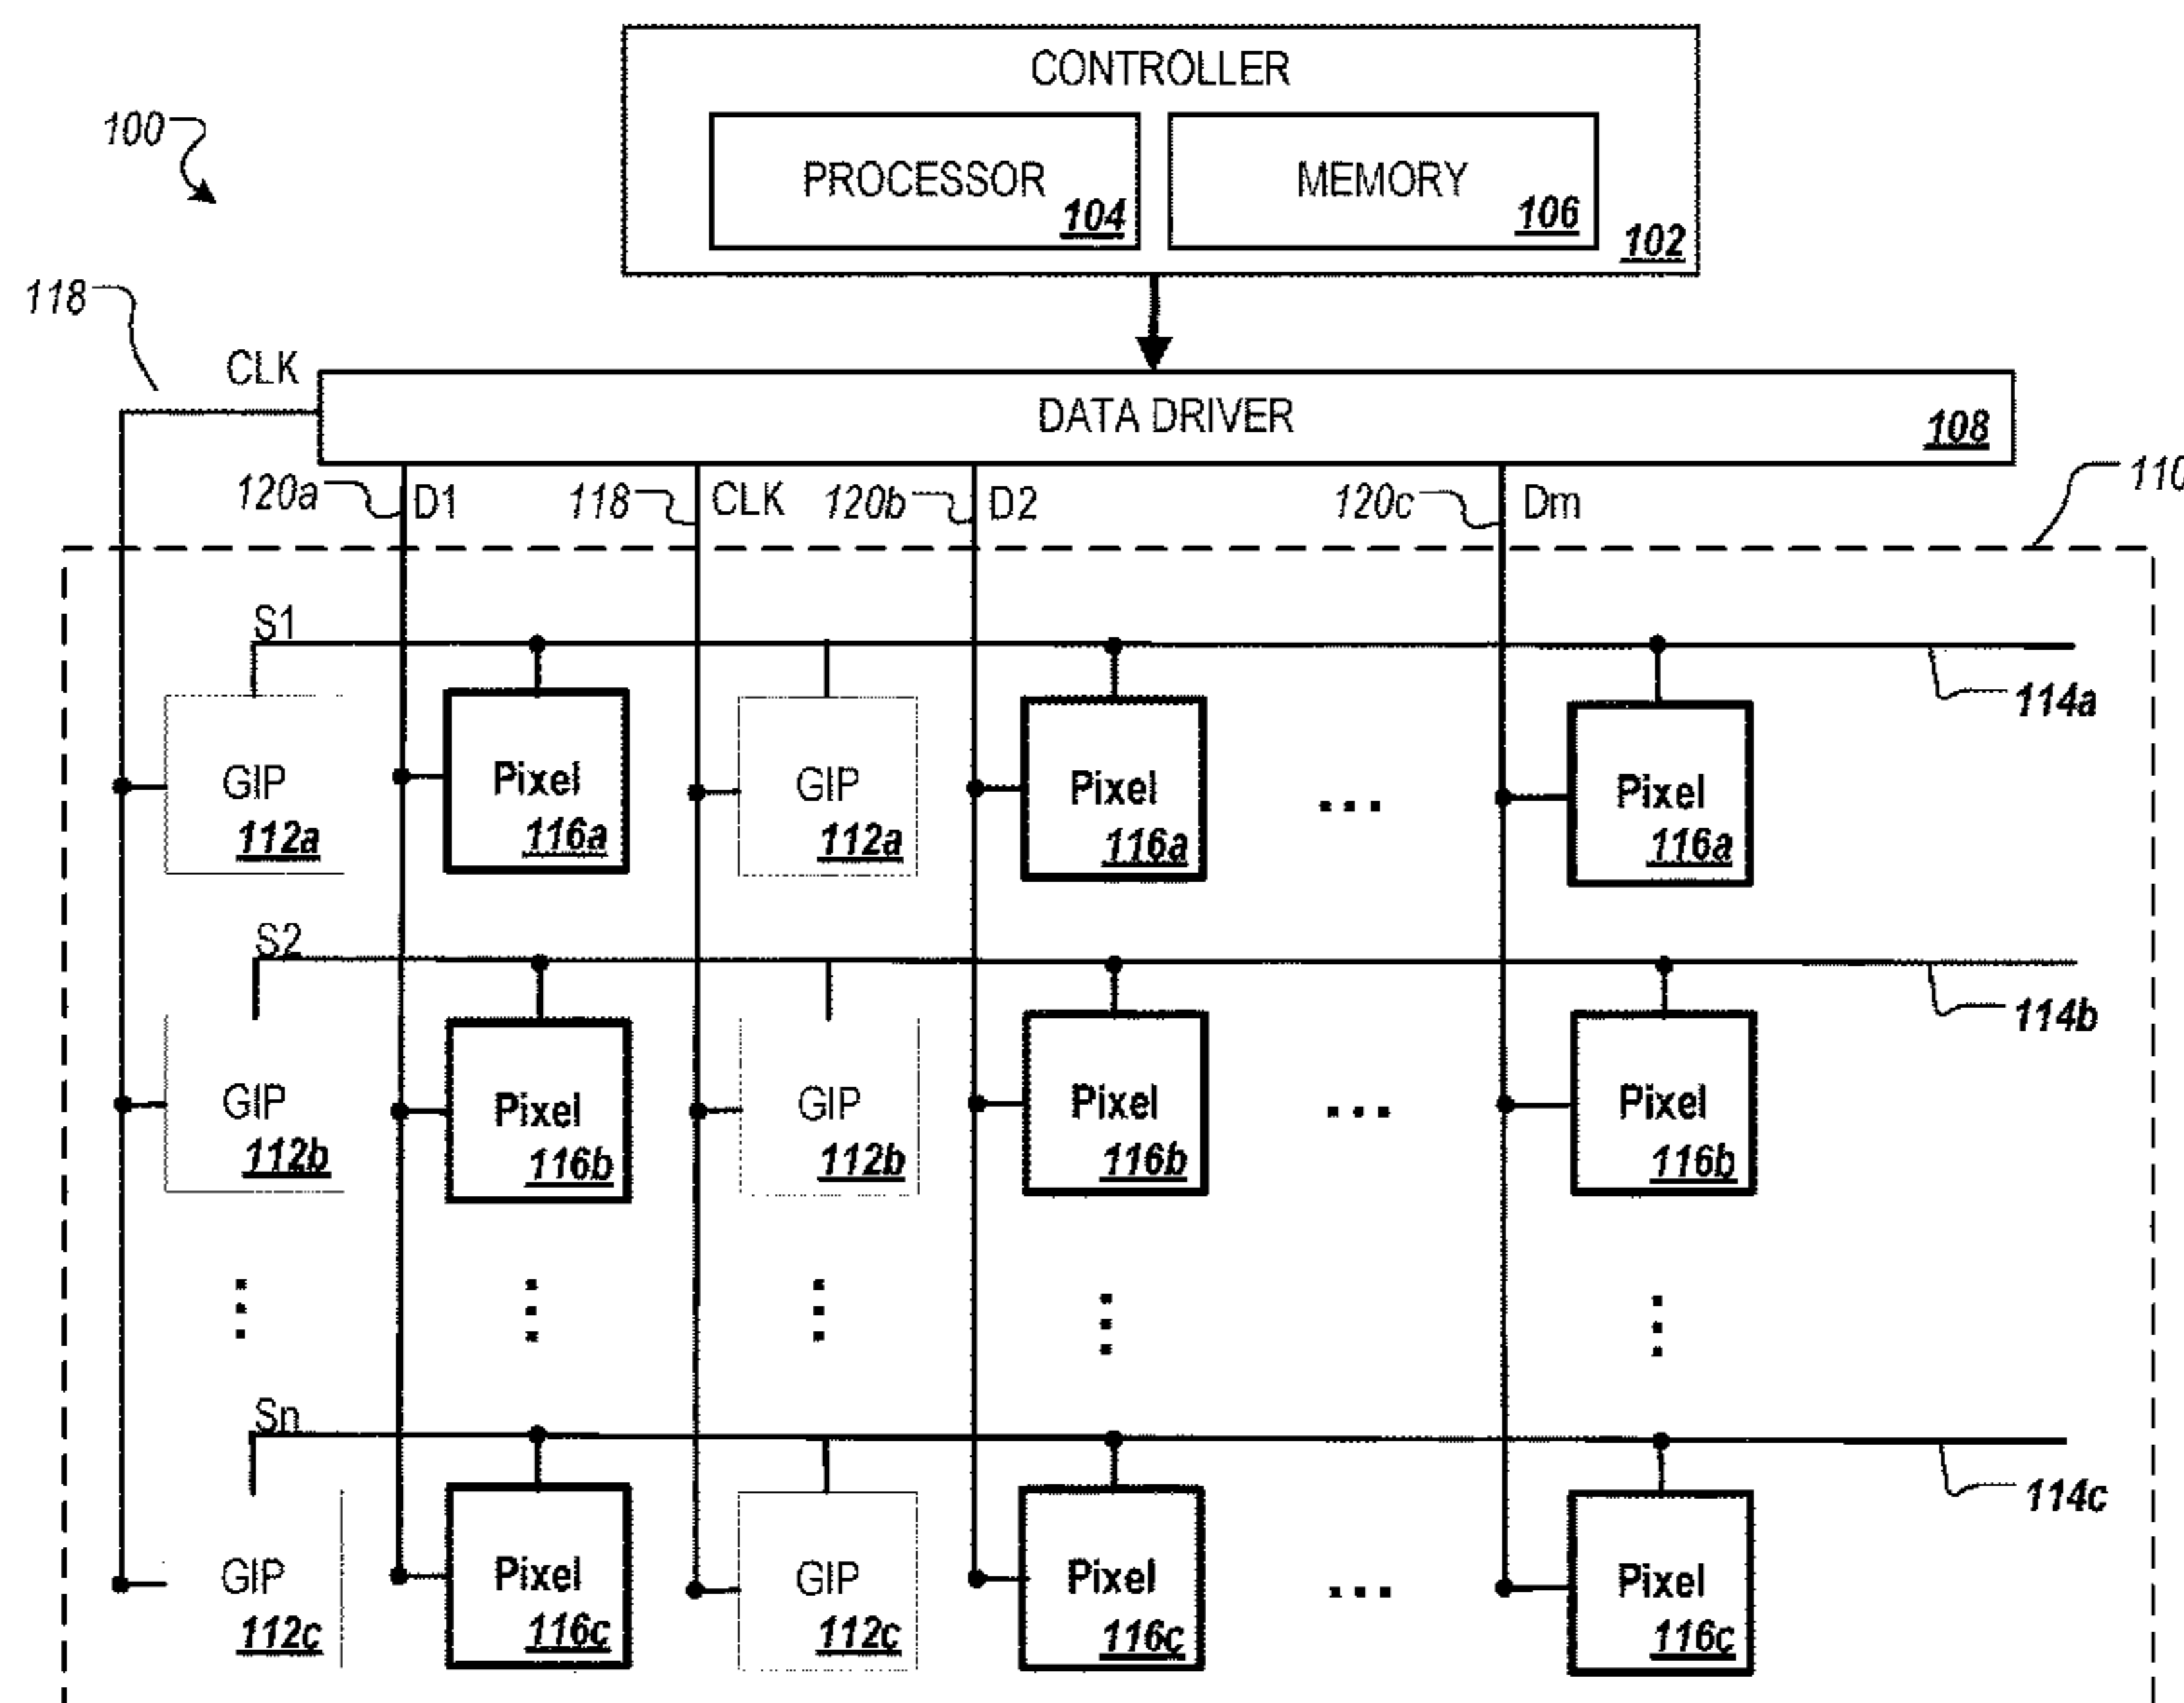 CONTROLLER
100
PROCESSOR MEMORY
104 106
102
118
CLK
DATA DRIVER
108
110
120a D1 118 CLK 120b D2 120c Dm
S1
114a
GIP Pixel GIP Pixel ... Pixel
112a 116a 112a 116a 116a
S2
114b
GIP Pixel GIP Pixel ... Pixel
112b 116b 112b 116b 116b
Sn
114c
GIP Pixel GIP Pixel ... Pixel
112c 116c 112c 116c 116c